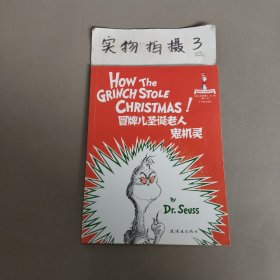 实物拍摄 3
HOW THE
GRINCH STOLE
CHRISTMAS!
冒牌儿圣诞老人
鬼机灵
By
Dr. Seuss